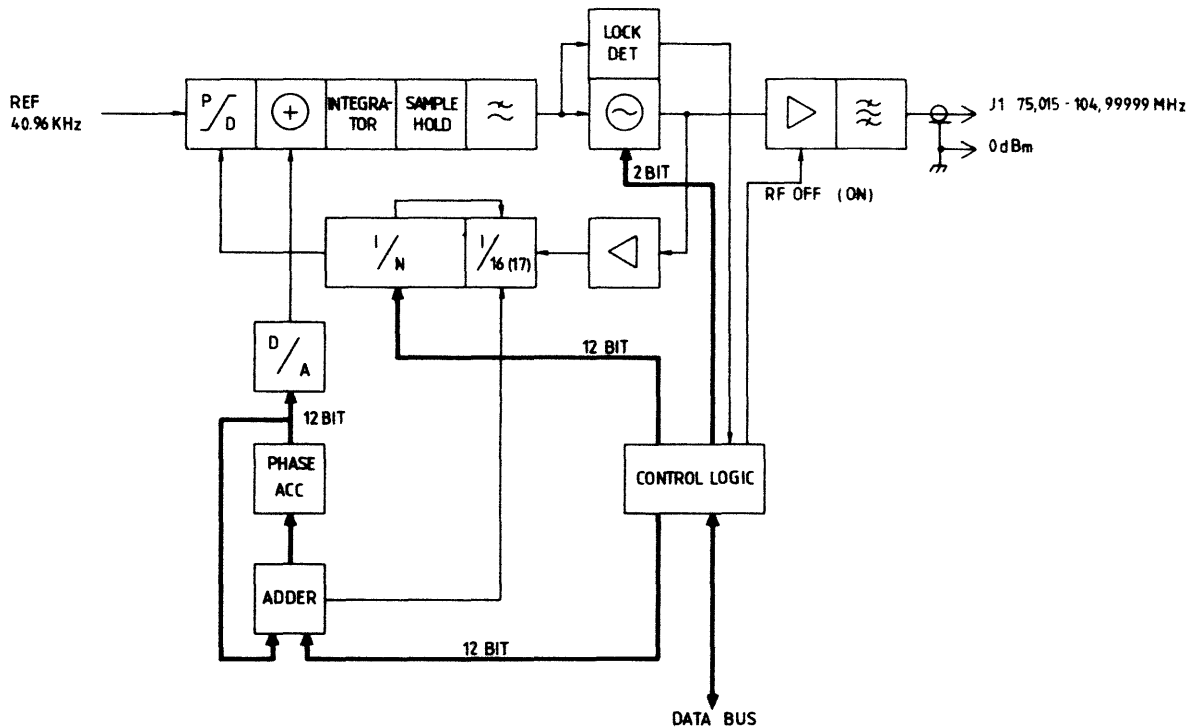 LOCK
DET
REF
40.96 KHz
P
D
+
INTEGRA-
TOR
SAMPLE
HOLD
J1 75,015 - 104,99999 MHz
0 dBm
2 BIT
RF OFF (ON)
1/N
1/16 (17)
D/A
12 BIT
12 BIT
PHASE
ACC
CONTROL LOGIC
ADDER
12 BIT
DATA BUS